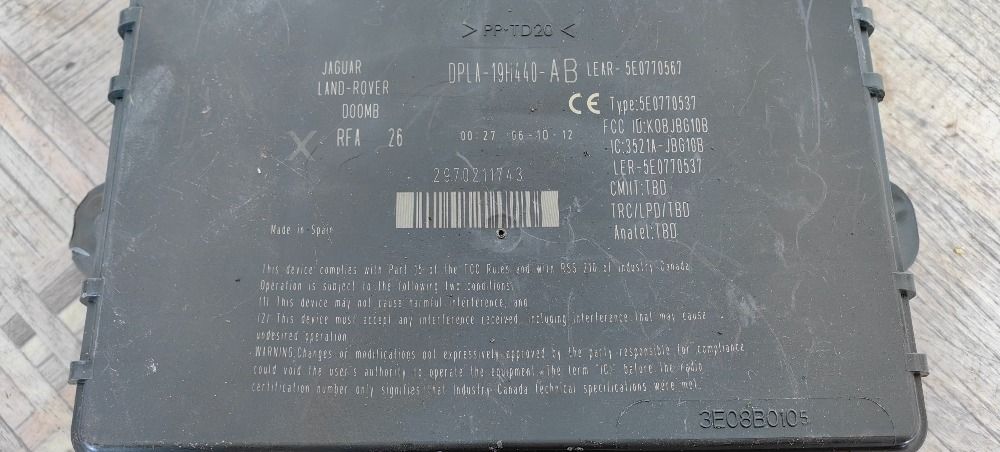 >PP-TD20<
JAGUAR
LAND-ROVER
DOOMB
X RFA 26
DPLA-19H440-AB LEAR-5E0770567
00:27 06-10-12
CE Type:5E0770537
FCC ID:KOBJBG10B
IC:3521A-JBG10B
LER-5E0770537
CMIIT:TBD
TRC/LPD/TBD
Anatel:TBD
2970211743
Made in Spain
This device complies with Part 15 of the FCC Rules and with RSS 210 of Industry Canada
Operation is subject to the following two conditions:
(1) This device may not cause harmful interference, and
(2) This device must accept any interference received, including interference that may cause
undesired operation
WARNING:Changes or modifications not expressively approved by the party responsible for compliance
could void the user's authority to operate the equipment.«The term "IC:" before the radio
certification number only signifies that Industry Canada technical specifications were met."
3E08B0105